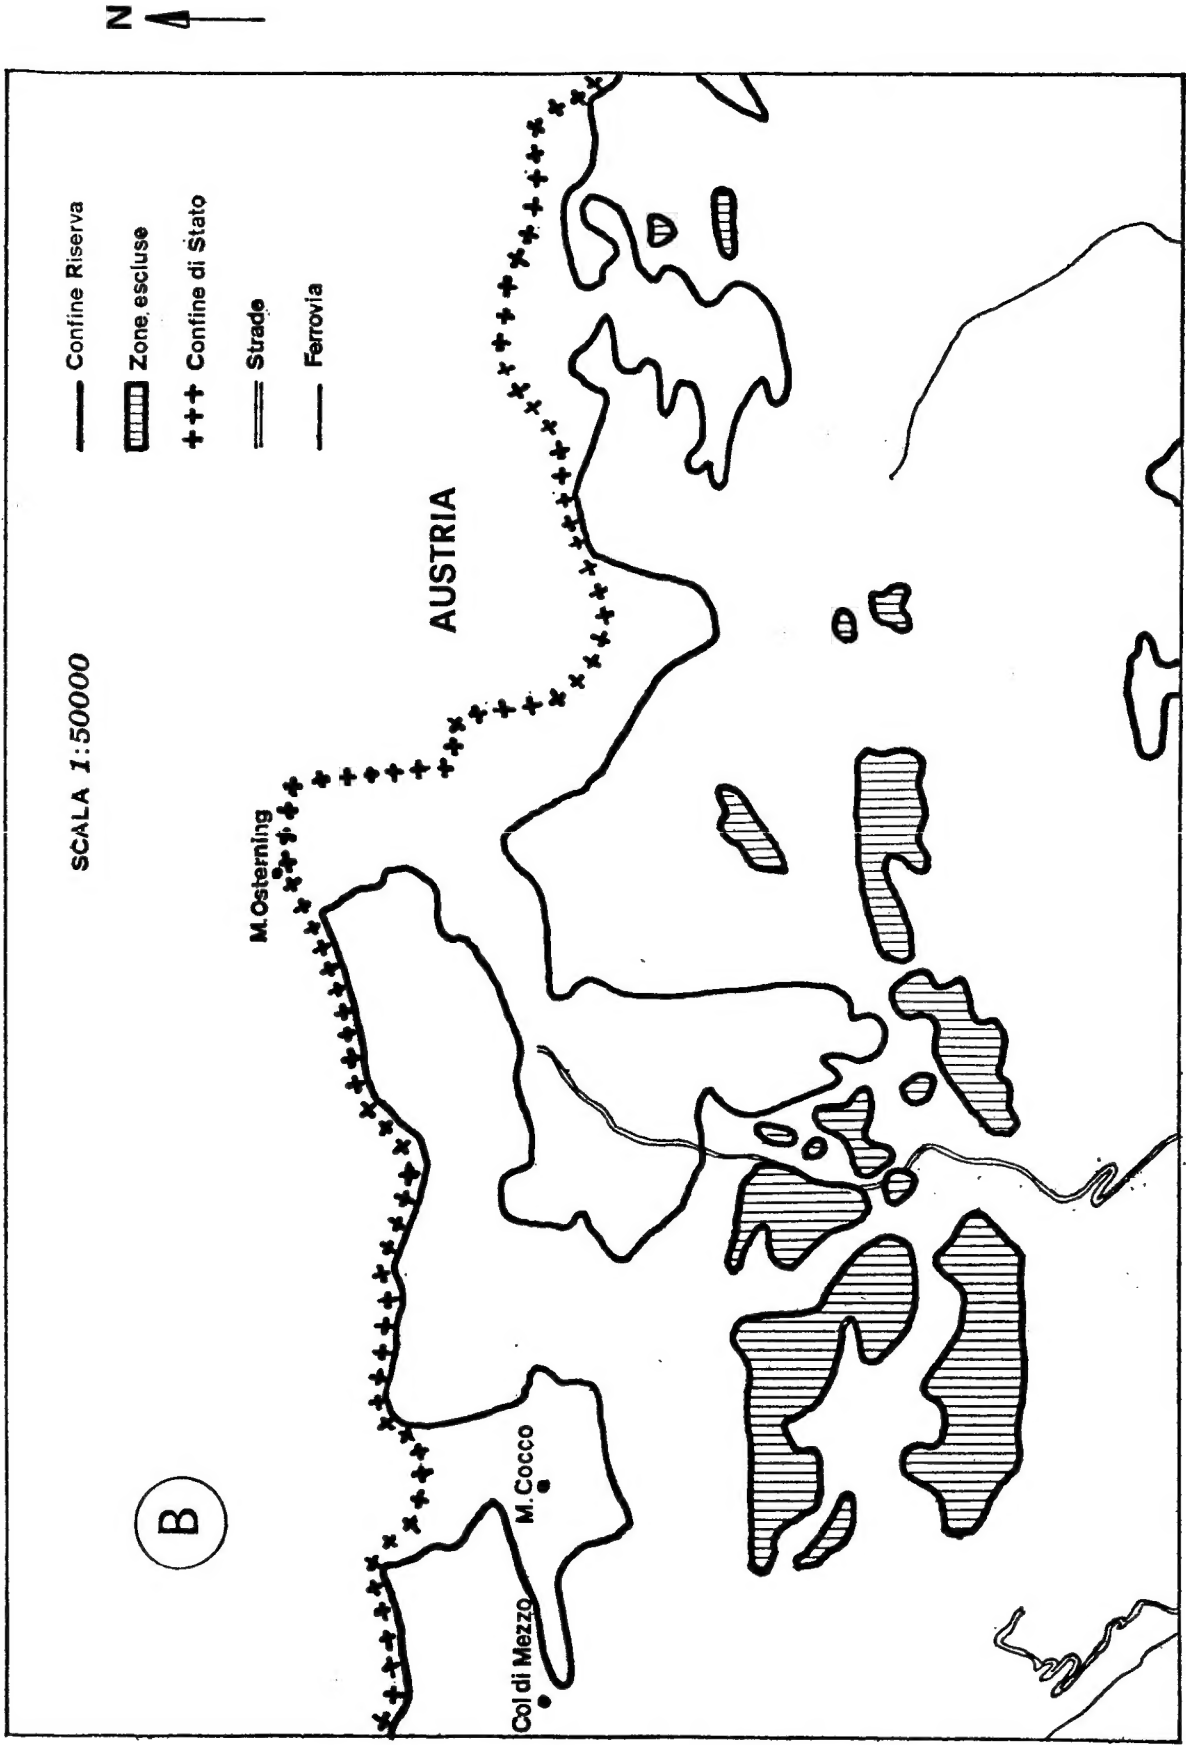 N
SCALA 1:50000
Confine Riserva
Zone escluse
+++ Confine di Stato
Strade
Ferrovia
AUSTRIA
M.Osterning
B
M. Cocco
Col di Mezzo